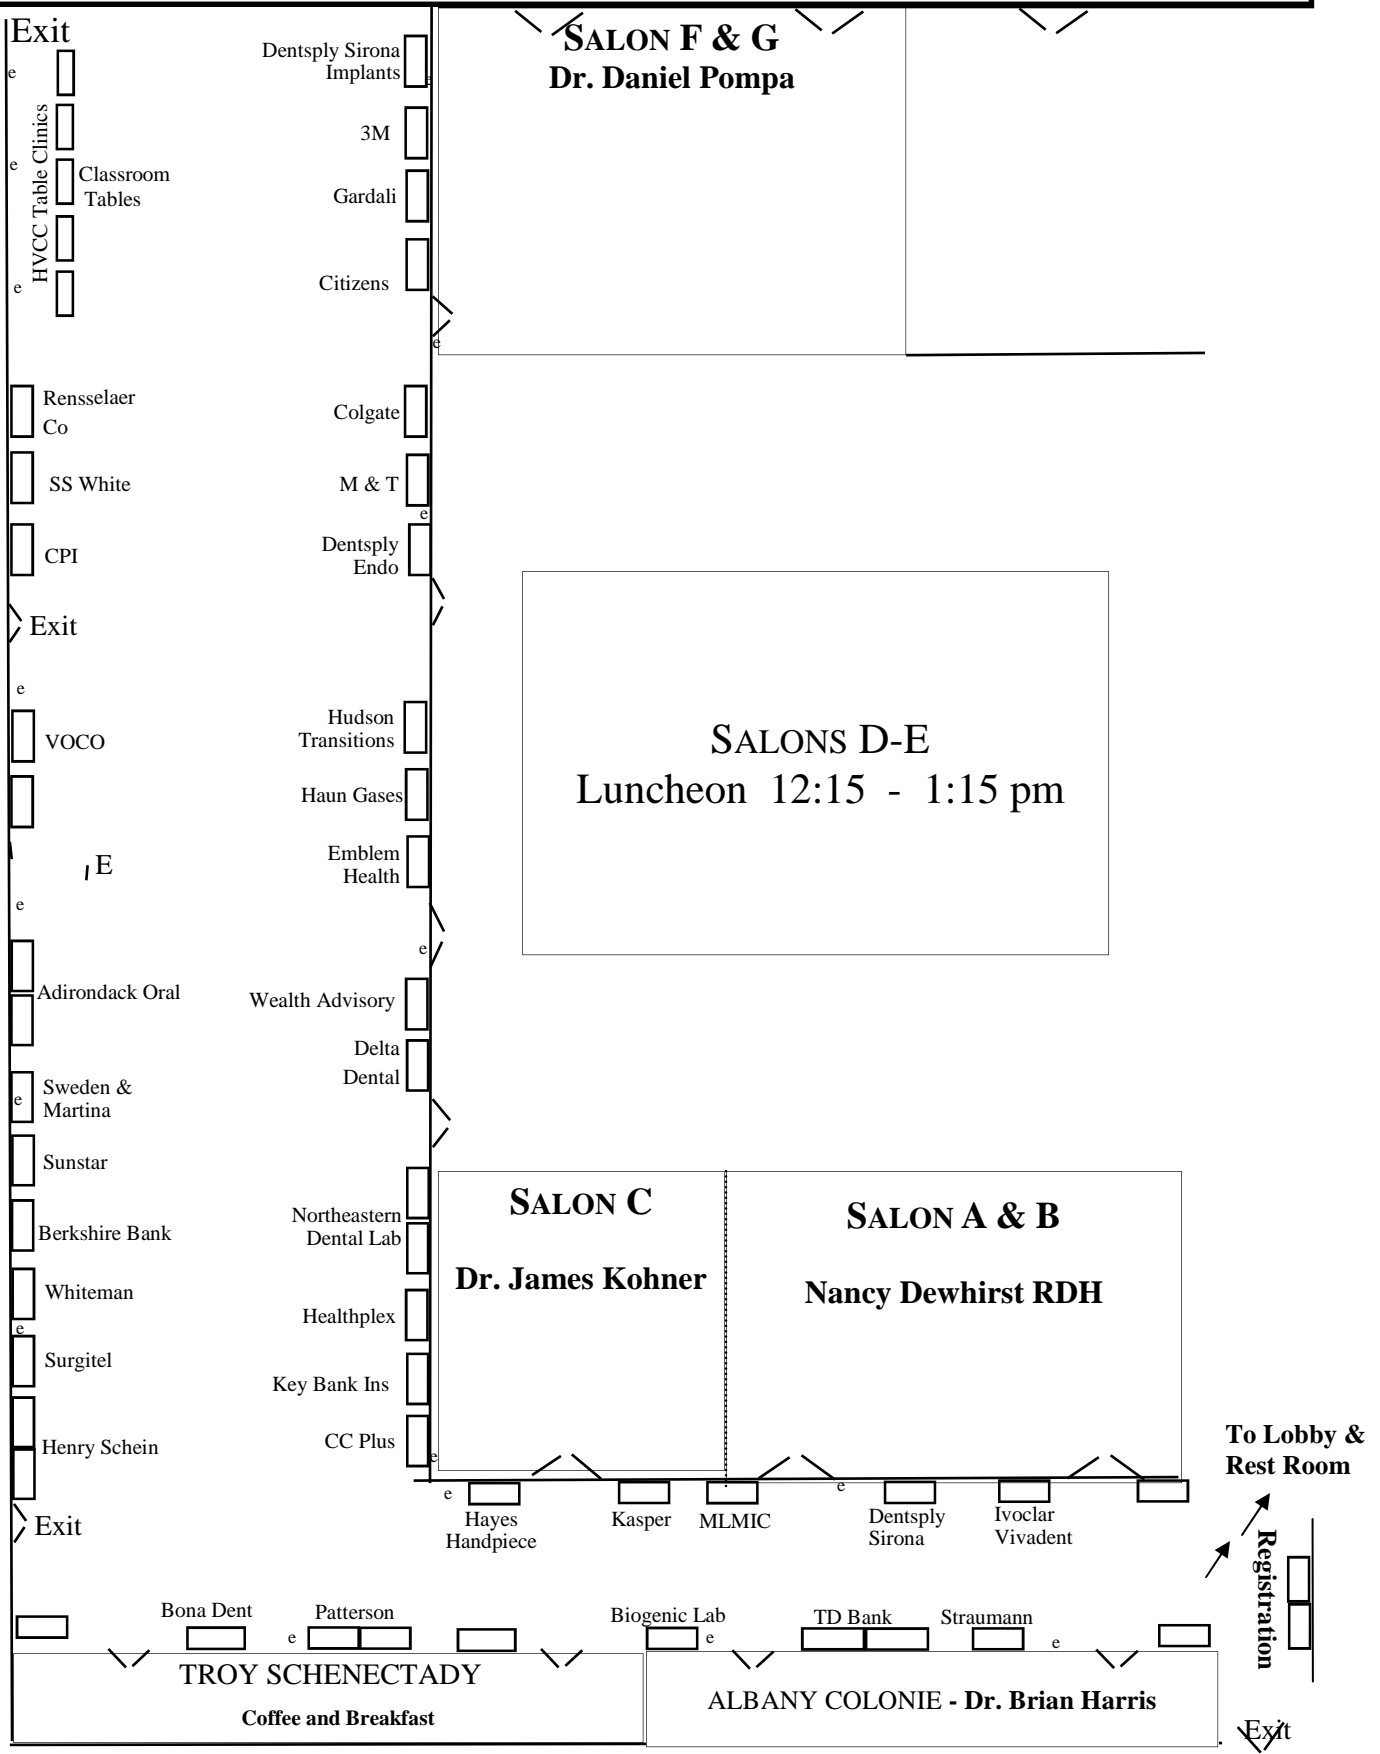 Exit
SALON F & G
Dr. Daniel Pompa
Dentsply Sirona
Implants
e
e
3M
HVCC Table Clinics
e
Classroom
Tables
Gardali
Citizens
e
e
Rensselaer
Co
Colgate
SS White
M & T
e
CPI
Dentsply
Endo
Exit
e
VOCO
Hudson
Transitions
SALONS D-E
Luncheon 12:15 - 1:15 pm
Haun Gases
E
Emblem
Health
e
e
Adirondack Oral
Wealth Advisory
Delta
Dental
Sweden &
Martina
e
Sunstar
Berkshire Bank
Northeastern
Dental Lab
SALON C
Dr. James Kohner
SALON A & B
Nancy Dewhirst RDH
Whiteman
e
Healthplex
Surgitel
Key Bank Ins
Henry Schein
CC Plus
e
To Lobby &
Rest Room
Exit
e
Hayes
Handpiece
Kasper
MLMIC
e
Dentsply
Sirona
Ivoclar
Vivadent
Registration
Bona Dent
e
Patterson
Biogenic Lab
e
TD Bank
Straumann
e
TROY SCHENECTADY
Coffee and Breakfast
ALBANY COLONIE - Dr. Brian Harris
Exit